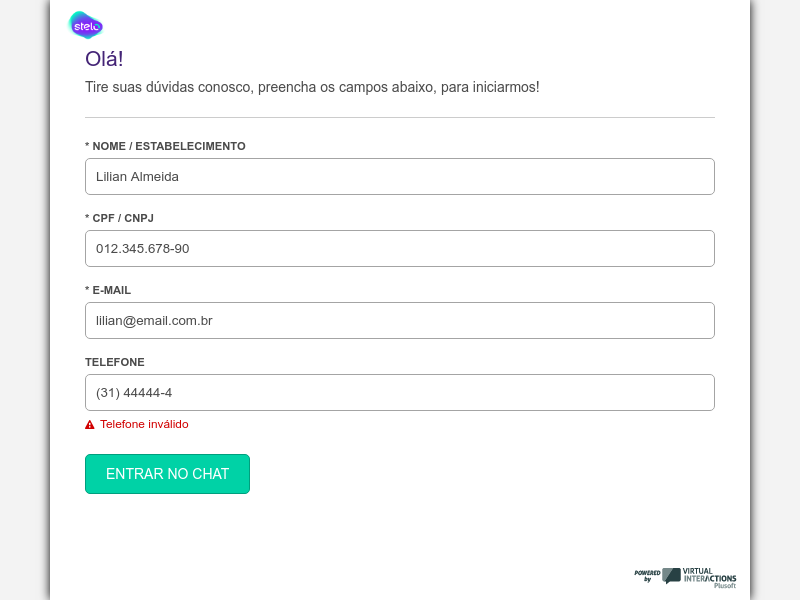 stelo
Olá!
Tire suas dúvidas conosco, preencha os campos abaixo, para iniciarmos!
* NOME / ESTABELECIMENTO
Lilian Almeida
* CPF / CNPJ
012.345.678-90
* E-MAIL
lilian@email.com.br
TELEFONE
(31) 44444-4
Telefone inválido
ENTRAR NO CHAT
POWERED by
VIRTUAL
INTERACTIONS
Plusoft